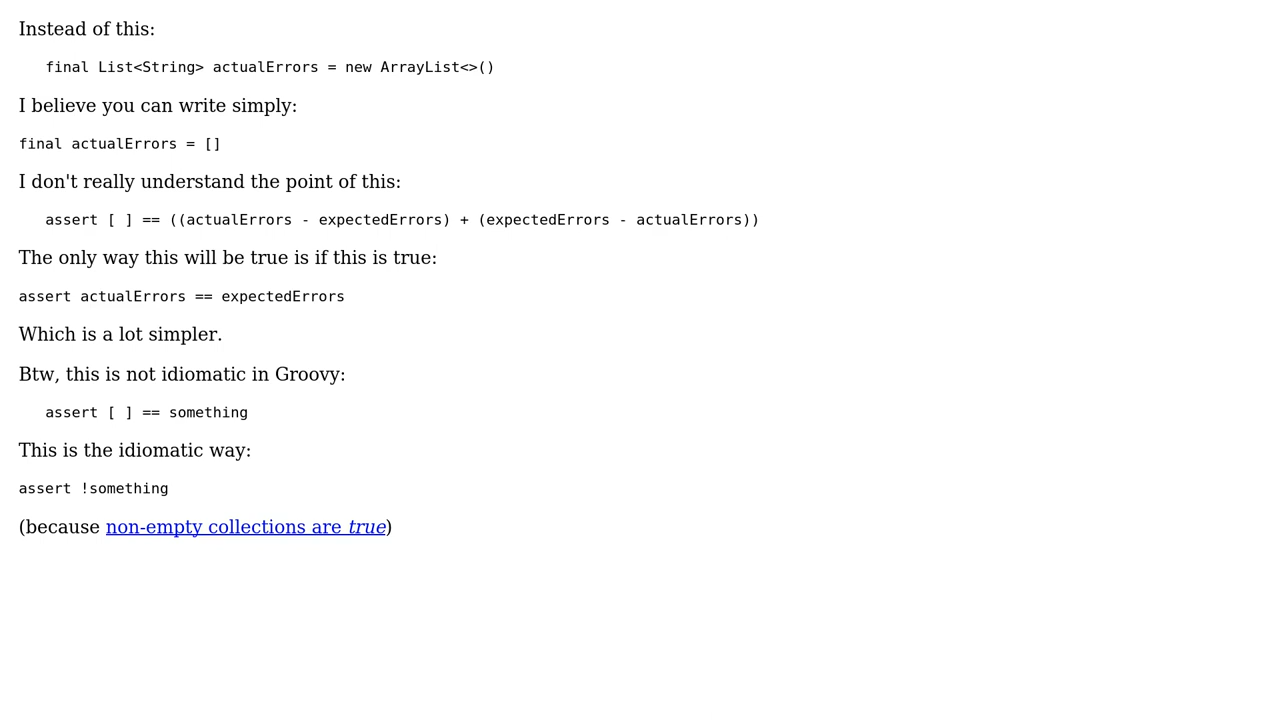 Instead of this:
final List<String> actualErrors = new ArrayList<>()
I believe you can write simply:
final actualErrors = []
I don't really understand the point of this:
assert [ ] == ((actualErrors - expectedErrors) + (expectedErrors - actualErrors))
The only way this will be true is if this is true:
assert actualErrors == expectedErrors
Which is a lot simpler.
Btw, this is not idiomatic in Groovy:
assert [ ] == something
This is the idiomatic way:
assert !something
(because non-empty collections are true)